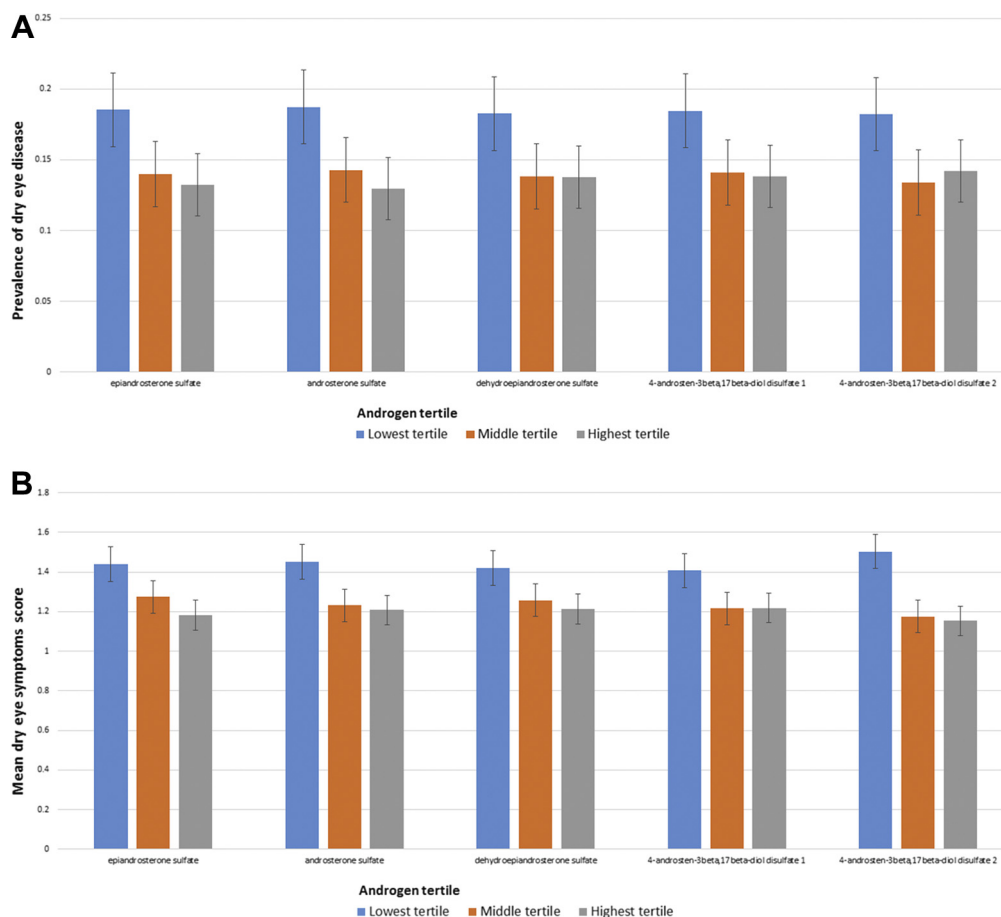 A
Prevalence of dry eye disease
0.25
0.2
0.15
0.1
0.05
0
epiandrosterone sulfate
androsterone sulfate
dehydroepiandrosterone sulfate
4-androsten-3beta,17beta-diol disulfate 1
4-androsten-3beta,17beta-diol disulfate 2
Androgen tertile
Lowest tertile Middle tertile Highest tertile
B
Mean dry eye symptoms score
1.8
1.6
1.4
1.2
1
0.8
0.6
0.4
0.2
0
epiandrosterone sulfate
androsterone sulfate
dehydroepiandrosterone sulfate
4-androsten-3beta,17beta-diol disulfate 1
4-androsten-3beta,17beta-diol disulfate 2
Androgen tertile
Lowest tertile Middle tertile Highest tertile